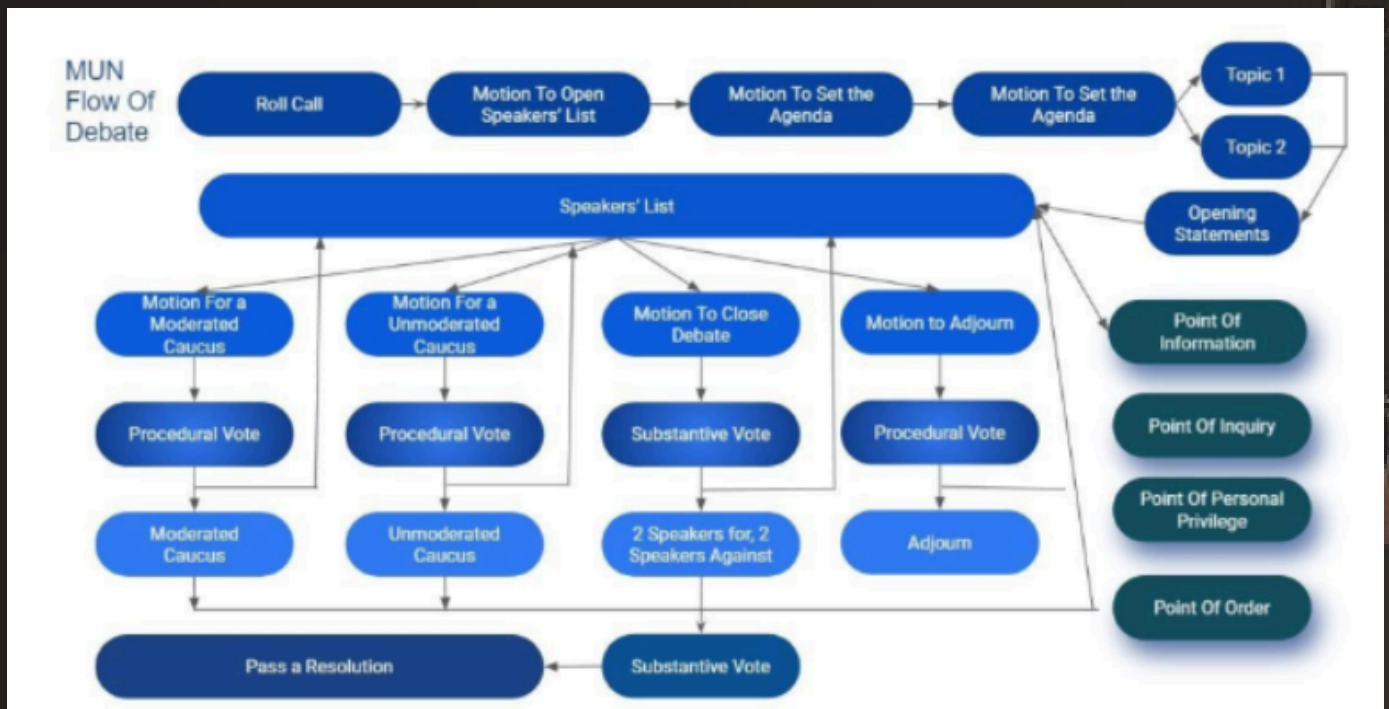 MUN
Flow Of
Debate
Roll Call
Motion To Open
Speakers' List
Motion To Set the
Agenda
Motion To Set the
Agenda
Topic 1
Topic 2
Opening
Statements
Speakers' List
Motion For a
Moderated
Caucus
Motion For a
Unmoderated
Caucus
Motion To Close
Debate
Motion to Adjourn
Point Of
Information
Procedural Vote
Procedural Vote
Substantive Vote
Procedural Vote
Point Of Inquiry
Point Of Personal
Privilege
Moderated
Caucus
Unmoderated
Caucus
2 Speakers for, 2
Speakers Against
Adjourn
Point Of Order
Pass a Resolution
Substantive Vote